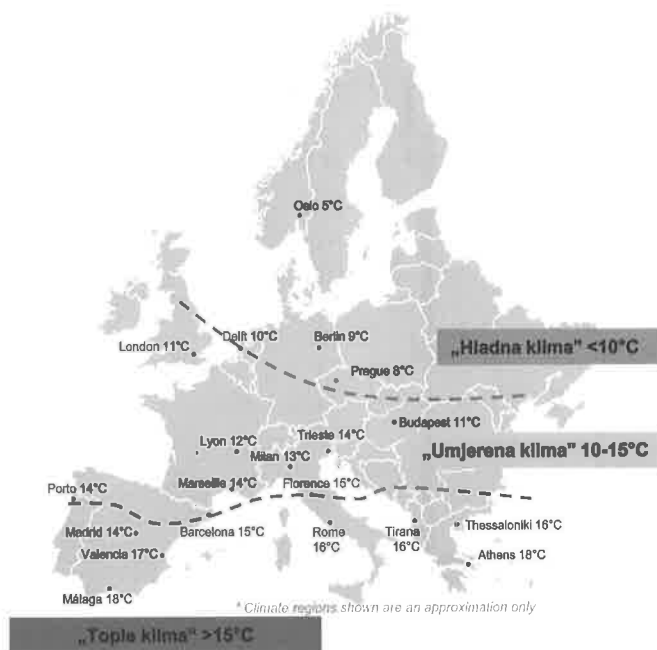 Oslo 5°C
Delft 10°C
Berlin 9°C
London 11°C
„Hladna klima" <10°C
Prague 8°C
Budapest 11°C
Lyon 12°C
Trieste 14°C
Milan 13°C
„Umjerena klima" 10-15°C
Porto 14°C
Marseille 14°C
Florence 15°C
Madrid 14°C
Barcelona 15°C
Rome
16°C
Tirana
16°C
Thessaloniki 16°C
Valencia 17°C
Athens 18°C
Málaga 18°C
* Climate regions shown are an approximation only
„Tople klima" >15°C